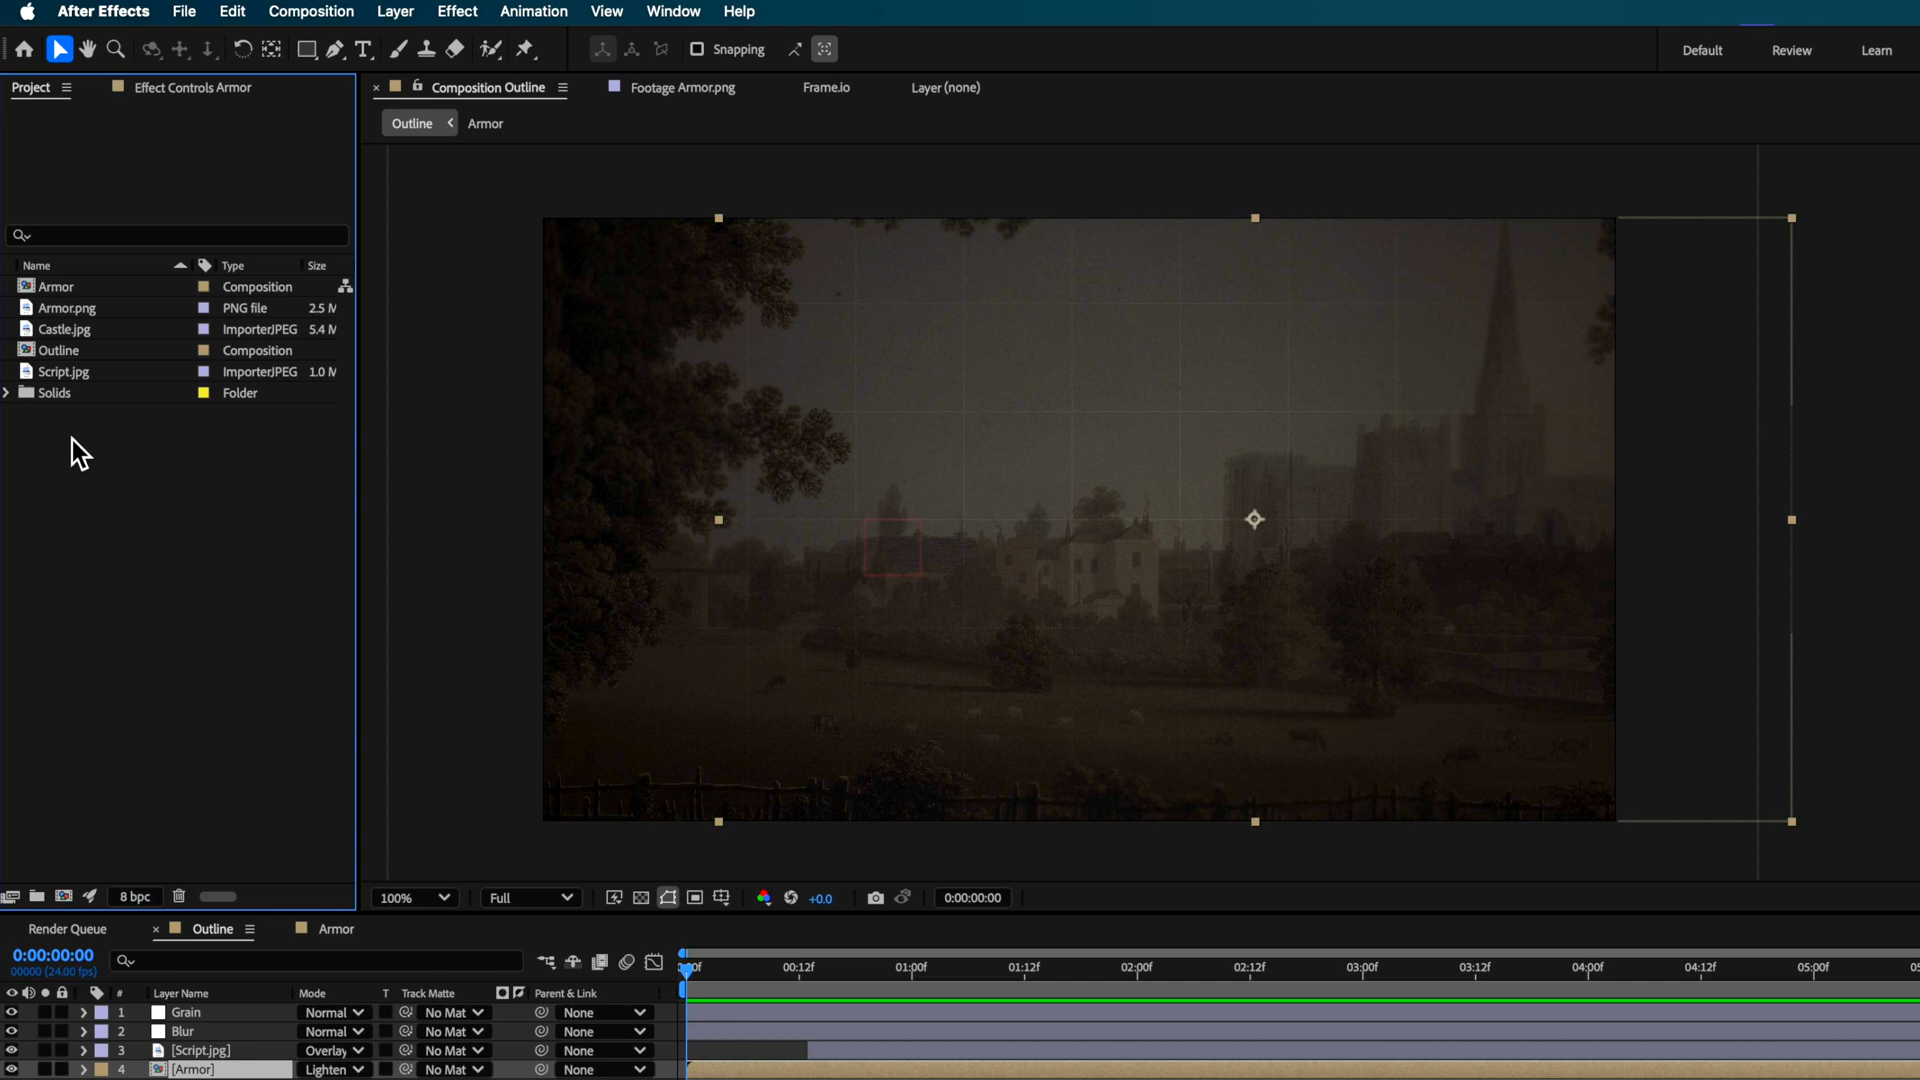 After Effects File Edit Composition Layer Effect Animation View Window Help
Snapping Default Review Learn
Project Effect Controls Armor Composition Outline Footage Armor.png Frame.io Layer (none)
Outline Armor
Name Type Size
Armor Composition
Armor.png PNG file 2.5 M
Castle.jpg ImporterJPEG 5.4 M
Outline Composition
Script.jpg ImporterJPEG 1.0 M
Solids Folder
8 bpc 100% Full +0.0 0:00:00:00
Render Queue Outline Armor
0:00:00:00
00000 (24.00 fps)
00:12f 01:00f 01:12f 02:00f 02:12f 03:00f 03:12f 04:00f 04:12f 05:00f
# Layer Name Mode T Track Matte Parent & Link
1 Grain Normal No Mat None
2 Blur Normal No Mat None
3 [Script.jpg] Overlay No Mat None
4 [Armor] Lighten No Mat None